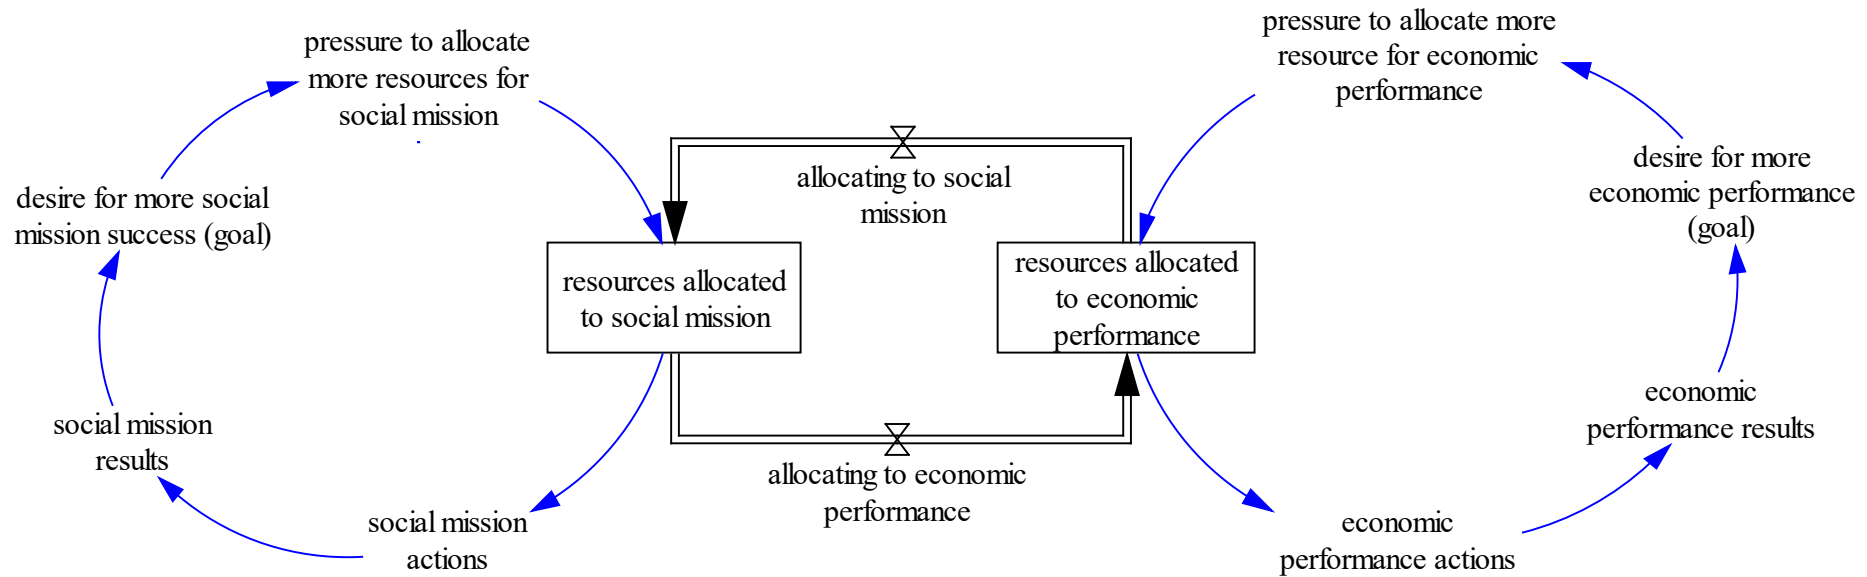 pressure to allocate
more resources for
social mission
pressure to allocate more
resource for economic
performance
desire for more social
mission success (goal)
allocating to social
mission
desire for more
economic performance
(goal)
resources allocated
to social mission
resources allocated
to economic
performance
social mission
results
economic
performance results
allocating to economic
performance
social mission
actions
economic
performance actions